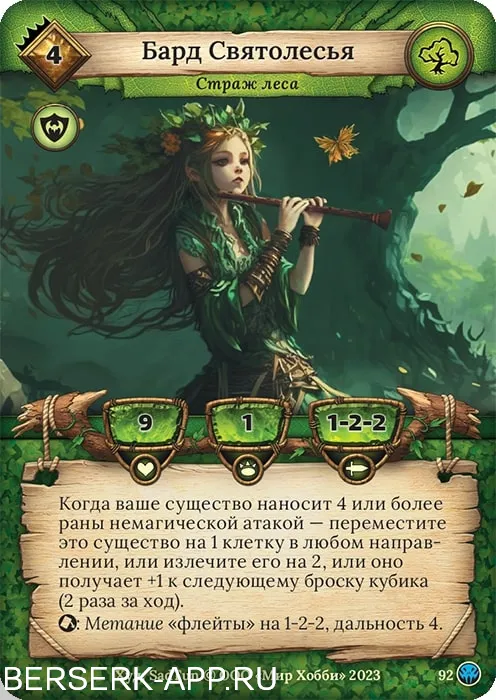 4
Бард Святолесья
Страж леса
9
1
1-2-2
Когда ваше существо наносит 4 или более
раны немагической атакой — переместите
это существо на 1 клетку в любом направ-
лении, или излечите его на 2, или оно
получает +1 к следующему броску кубика
(2 раза за ход).
: Метание «флейты» на 1-2-2, дальность 4.
«Мир Хобби» 2023
92
BERSERK-APP.RU